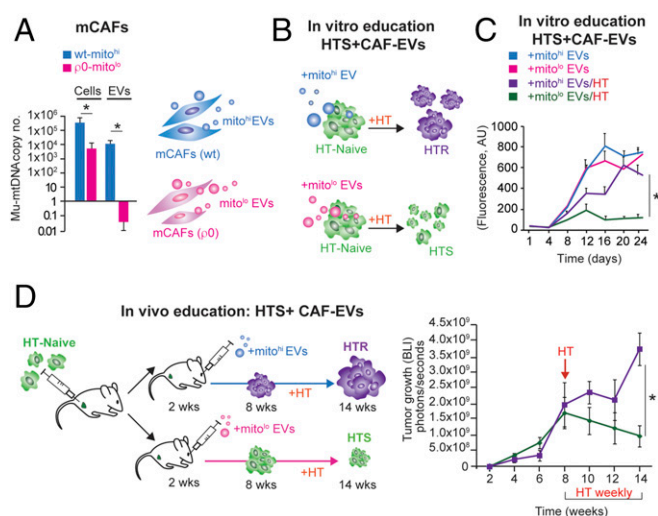 A
mCAFs
wt-mitoʰⁱ
ρ0-mitoˡᵒ
Cells EVs
*
*
Mu-mtDNA copy no.
1x10⁶
1x10⁵
1x10⁴
1x10³
1x10²
1x10¹
1
0.1
0.01
mitoʰⁱEVs
mCAFs (wt)
mitoˡᵒ EVs
mCAFs (ρ0)
B
In vitro education
HTS+CAF-EVs
+mitoʰⁱ EV
+HT
HT-Naive
HTR
+mitoˡᵒ EVs
+HT
HT-Naive
HTS
C
In vitro education
HTS+CAF-EVs
+mitoʰⁱ EVs
+mitoˡᵒ EVs
+mitoʰⁱ EVs/HT
+mitoˡᵒ EVs/HT
(Fluorescence, AU)
1000
800
600
400
200
0
*
1 4 8 12 16 20 24
Time (days)
D
In vivo education: HTS+ CAF-EVs
HT-Naive
+mitoʰⁱ EVs
HTR
+HT
2 wks 8 wks 14 wks
+mitoˡᵒ EVs
HTS
+HT
2 wks 8 wks 14 wks
Tumor growth (BLI)
photons/seconds
4.5x10⁹
4.0x10⁹
3.5x10⁹
3.0x10⁹
2.5x10⁹
2.0x10⁹
1.5x10⁹
1.0x10⁹
5.0x10⁹
0
HT
*
2 4 6 8 10 12 14
HT weekly
Time (weeks)